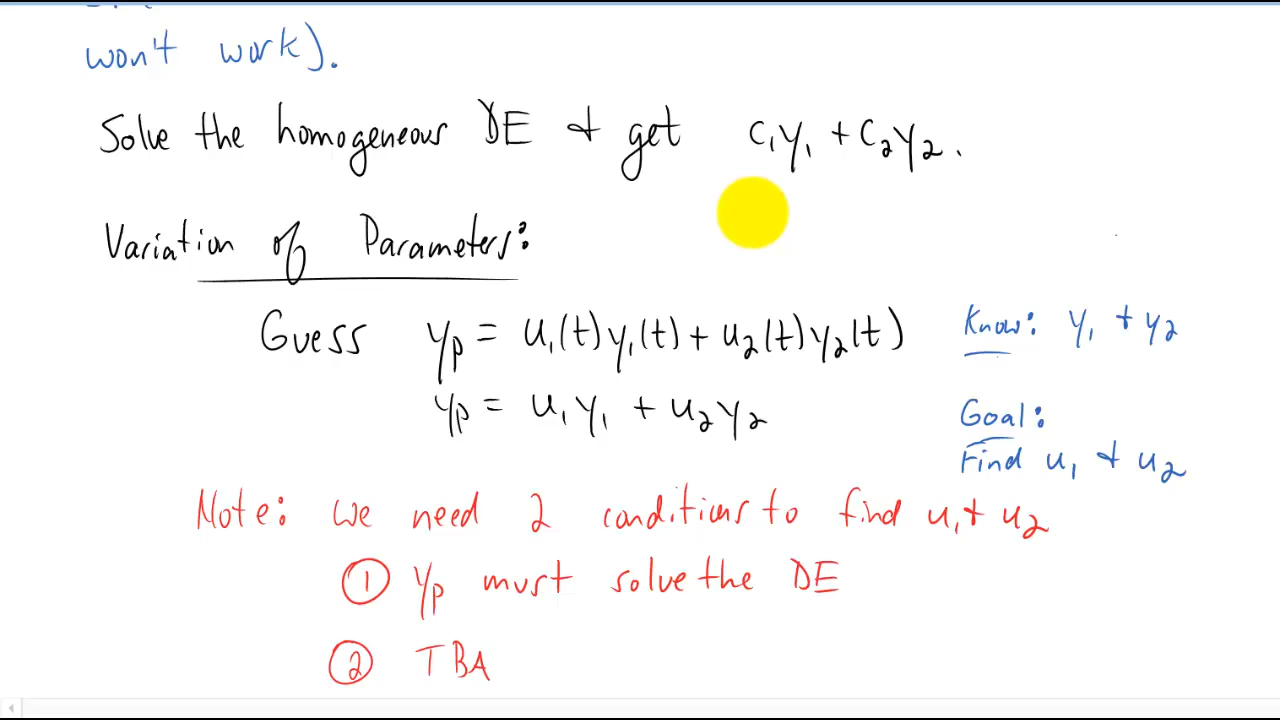 won't work).
Solve the homogeneous DE & get C₁y₁ + C₂y₂.
Variation of Parameters:
Guess yp = u₁(t)y₁(t) + u₂(t)y₂(t)
Know: y₁ + y₂
yp = u₁y₁ + u₂y₂
Goal:
Find u₁ & u₂
Note: We need 2 conditions to find u₁ + u₂
① yp must solve the DE
② TBA